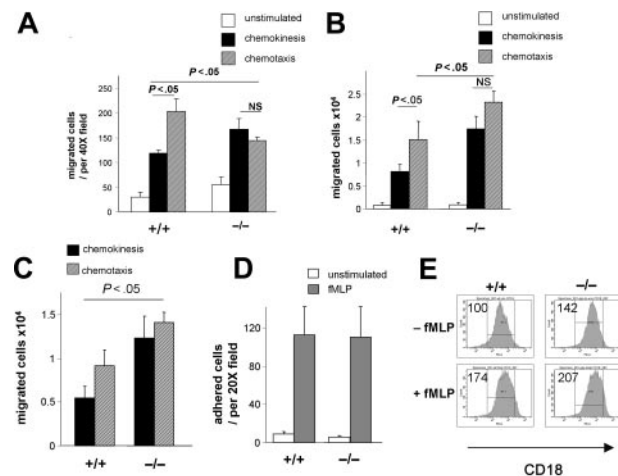 A
unstimulated
chemokinesis
chemotaxis
P < .05
P < .05
NS
migrated cells
/ per 40X field
250
200
150
100
50
0
+/+
–/–
B
unstimulated
chemokinesis
chemotaxis
P < .05
NS
P < .05
migrated cells x10⁴
2.5
2
1.5
1
0.5
0
+/+
–/–
C
chemokinesis
chemotaxis
P < .05
migrated cells x10⁴
1.5
1
0.5
0
+/+
–/–
D
unstimulated
fMLP
adhered cells
/ per 20X field
120
80
40
0
+/+
–/–
E
+/+
–/–
– fMLP
100
142
+ fMLP
174
207
CD18